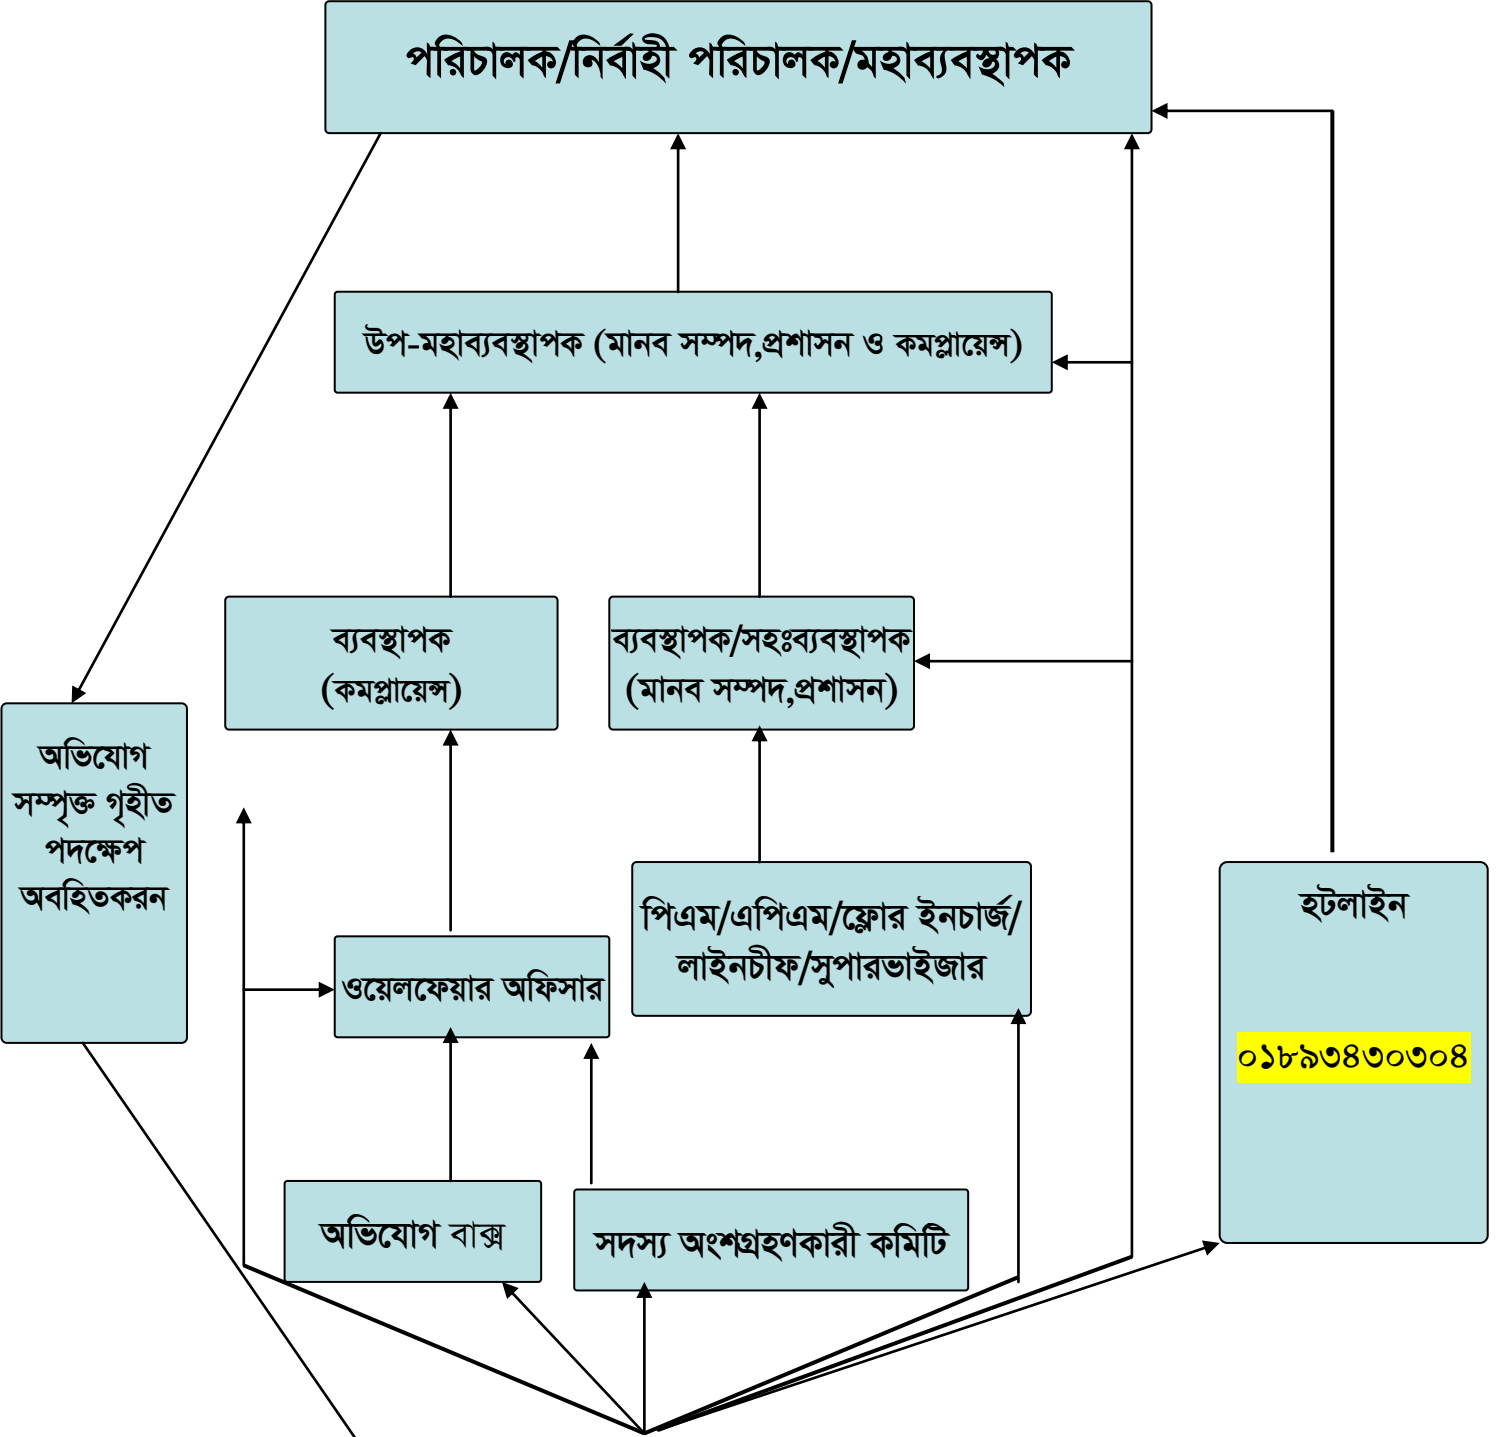 পরিচালক/নির্বাহী পরিচালক/মহাব্যবস্থাপক
উপ-মহাব্যবস্থাপক (মানব সম্পদ,প্রশাসন ও কমপ্লায়েন্স)
ব্যবস্থাপক
(কমপ্লায়েন্স)
ব্যবস্থাপক/সহঃব্যবস্থাপক
(মানব সম্পদ,প্রশাসন)
অভিযোগ
সম্পৃক্ত গৃহীত
পদক্ষেপ
অবহিতকরন
পিএম/এপিএম/ফ্লোর ইনচার্জ/
লাইনচীফ/সুপারভাইজার
হটলাইন
০১৮৯৩৪৩০৩০৪
ওয়েলফেয়ার অফিসার
অভিযোগ বাক্স
সদস্য অংশগ্রহণকারী কমিটি